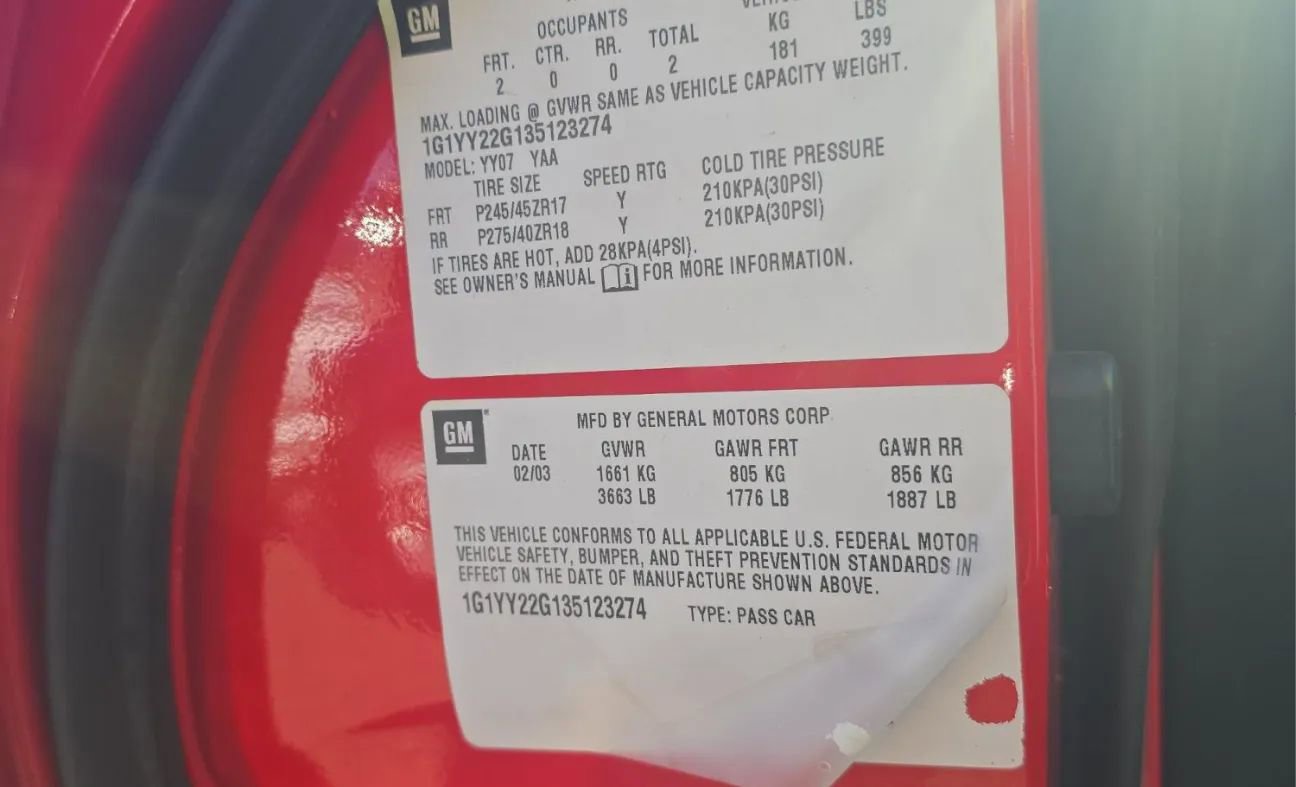 GM
OCCUPANTS
KG LBS
FRT. CTR. RR. TOTAL
2 0 0 2 181 399
MAX. LOADING @ GVWR SAME AS VEHICLE CAPACITY WEIGHT.
1G1YY22G135123274
MODEL: YY07 YAA
TIRE SIZE SPEED RTG COLD TIRE PRESSURE
FRT P245/45ZR17 Y 210KPA(30PSI)
RR P275/40ZR18 Y 210KPA(30PSI)
IF TIRES ARE HOT, ADD 28KPA(4PSI).
SEE OWNER'S MANUAL FOR MORE INFORMATION.
GM
MFD BY GENERAL MOTORS CORP
DATE GVWR GAWR FRT GAWR RR
02/03 1661 KG 805 KG 856 KG
3663 LB 1776 LB 1887 LB
THIS VEHICLE CONFORMS TO ALL APPLICABLE U.S. FEDERAL MOTOR
VEHICLE SAFETY, BUMPER, AND THEFT PREVENTION STANDARDS IN
EFFECT ON THE DATE OF MANUFACTURE SHOWN ABOVE.
1G1YY22G135123274 TYPE: PASS CAR